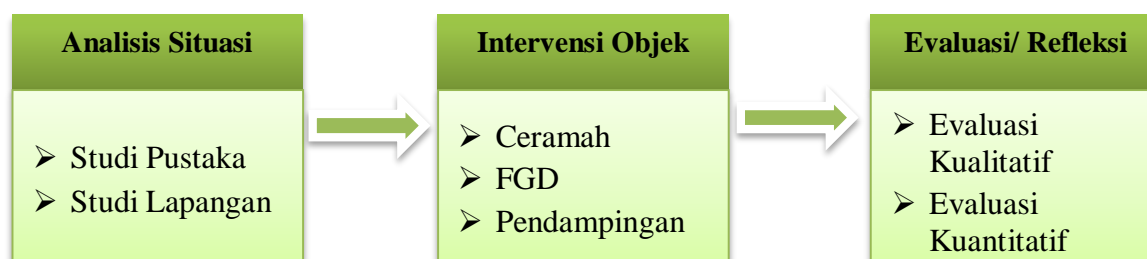 Analisis Situasi
➢ Studi Pustaka
➢ Studi Lapangan
Intervensi Objek
➢ Ceramah
➢ FGD
➢ Pendampingan
Evaluasi/ Refleksi
➢ Evaluasi
Kualitatif
➢ Evaluasi
Kuantitatif